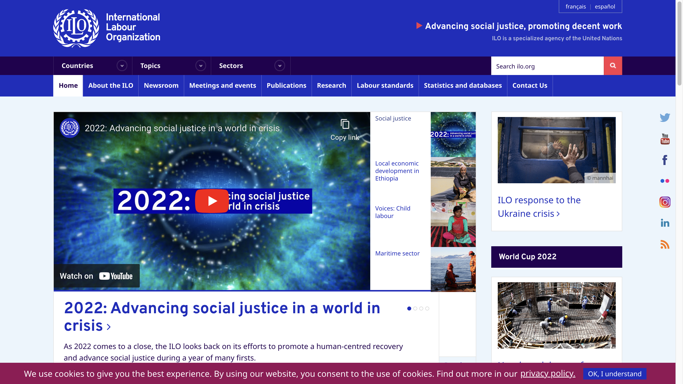 français | español
International
Labour
Organization
Advancing social justice, promoting decent work
ILO is a specialized agency of the United Nations
Countries
Topics
Sectors
Search ilo.org
Home
About the ILO
Newsroom
Meetings and events
Publications
Research
Labour standards
Statistics and databases
Contact Us
2022: Advancing social justice in a world in crisis
Copy link
2022:
cing social justice
rld in crisis
Watch on YouTube
Social justice
Local economic
development in
Ethiopia
Voices: Child
labour
Maritime sector
© mannhai
ILO response to the
Ukraine crisis ›
World Cup 2022
2022: Advancing social justice in a world in
crisis ›
As 2022 comes to a close, the ILO looks back on its efforts to promote a human-centred recovery
and advance social justice during a year of many firsts.
We use cookies to give you the best experience. By using our website, you consent to the use of cookies. Find out more in our privacy policy.
OK, I understand